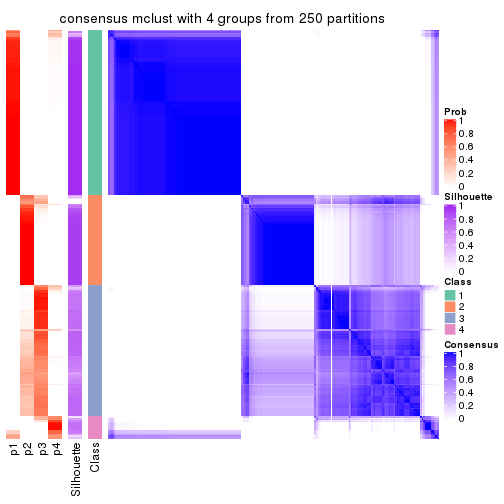 consensus mclust with 4 groups from 250 partitions
Prob
1
0.8
0.6
0.4
0.2
0
Silhouette
1
0.8
0.6
0.4
0.2
0
Class
1
2
3
4
Consensus
1
0.8
0.6
0.4
0.2
0
p1
p2
p3
p4
Silhouette
Class